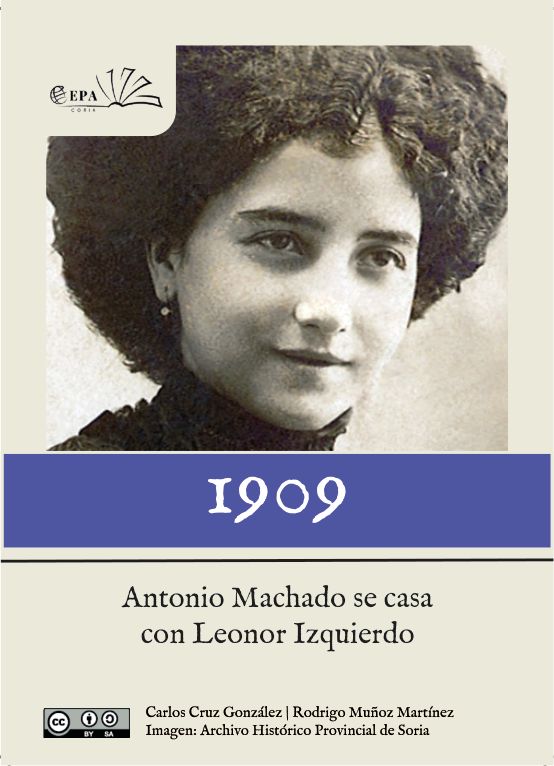 EPA
CORIA
1909
Antonio Machado se casa
con Leonor Izquierdo
Carlos Cruz González | Rodrigo Muñoz Martínez
Imagen: Archivo Histórico Provincial de Soria
cc
BY SA